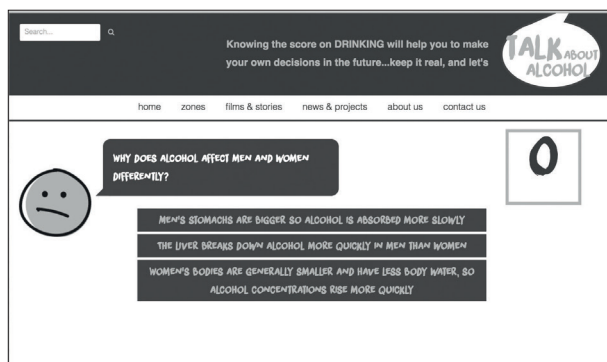 Search...
Knowing the score on DRINKING will help you to make
your own decisions in the future...keep it real, and let's
TALK ABOUT
ALCOHOL
home zones films & stories news & projects about us contact us
WHY DOES ALCOHOL AFFECT MEN AND WOMEN
DIFFERENTLY?
0
MEN'S STOMACHS ARE BIGGER SO ALCOHOL IS ABSORBED MORE SLOWLY
THE LIVER BREAKS DOWN ALCOHOL MORE QUICKLY IN MEN THAN WOMEN
WOMEN'S BODIES ARE GENERALLY SMALLER AND HAVE LESS BODY WATER, SO
ALCOHOL CONCENTRATIONS RISE MORE QUICKLY